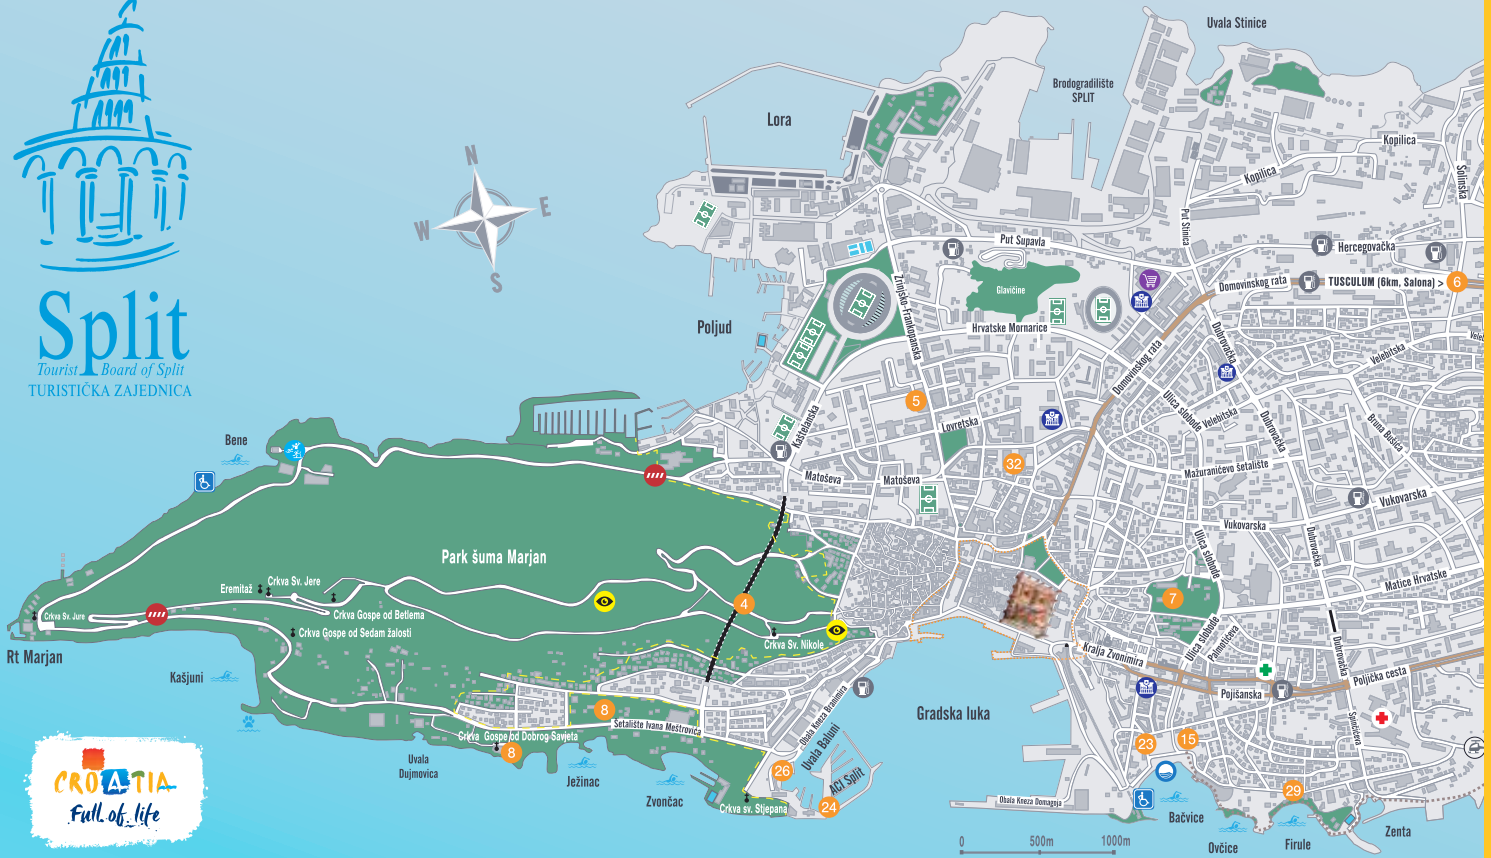 Split
Tourist Board of Split
TURISTIČKA ZAJEDNICA
N
W
E
S
Uvala Stinice
Brodogradilište
SPLIT
Lora
Kopilica
Kopilica
Solinska
Put Stinica
Put Supavla
Hercegovačka
Domovinskog rata
TUSCULUM (6km, Salona) >
6
Glavičine
Zrinjsko-Frankopanska
Hrvatske Mornarice
Poljud
Domovinskog rata
Dubrovačka
Velebitska
5
Ulica slobode
Velebitska
Dubrovačka
Bruna Bušića
Kaštelanska
Lovretska
32
Bene
Matoševa
Matoševa
Mažuranićevo šetalište
Vukovarska
Vukovarska
Dubrovačka
Ulica slobode
Park šuma Marjan
Matice Hrvatske
Eremitaž
Crkva Sv. Jere
4
7
Crkva Gospe od Betlema
Crkva Sv. Jure
Crkva Gospe od Sedam žalosti
Crkva Sv. Nikole
Rt Marjan
Kralja Zvonimira
Ulica slobode
Palmotićeva
Dubrovačka
Poljička cesta
Kašjuni
Pojišanska
8
Gradska luka
Obala Kneza Branimira
Šetalište Ivana Meštrovića
Spinčićeva
Crkva Gospe od Dobrog Savjeta
8
23
15
Uvala
Dujmovica
Uvala Baluni
ACI Split
26
Ježinac
Zvončac
Crkva sv. Stjepana
24
29
Obala Kneza Domagoja
Bačvice
Ovčice
Firule
Zenta
0
500m
1000m
CROATIA
Full of life